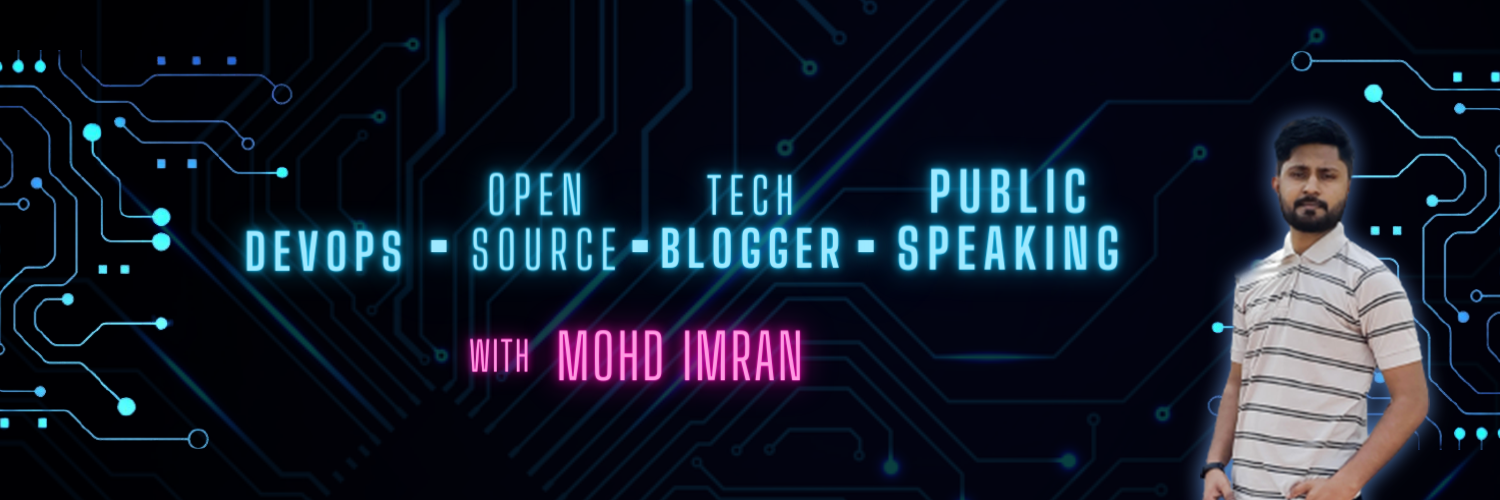 OPEN
SOURCE
TECH
BLOGGER
PUBLIC
SPEAKING
DEVOPS - - -
WITH MOHD IMRAN